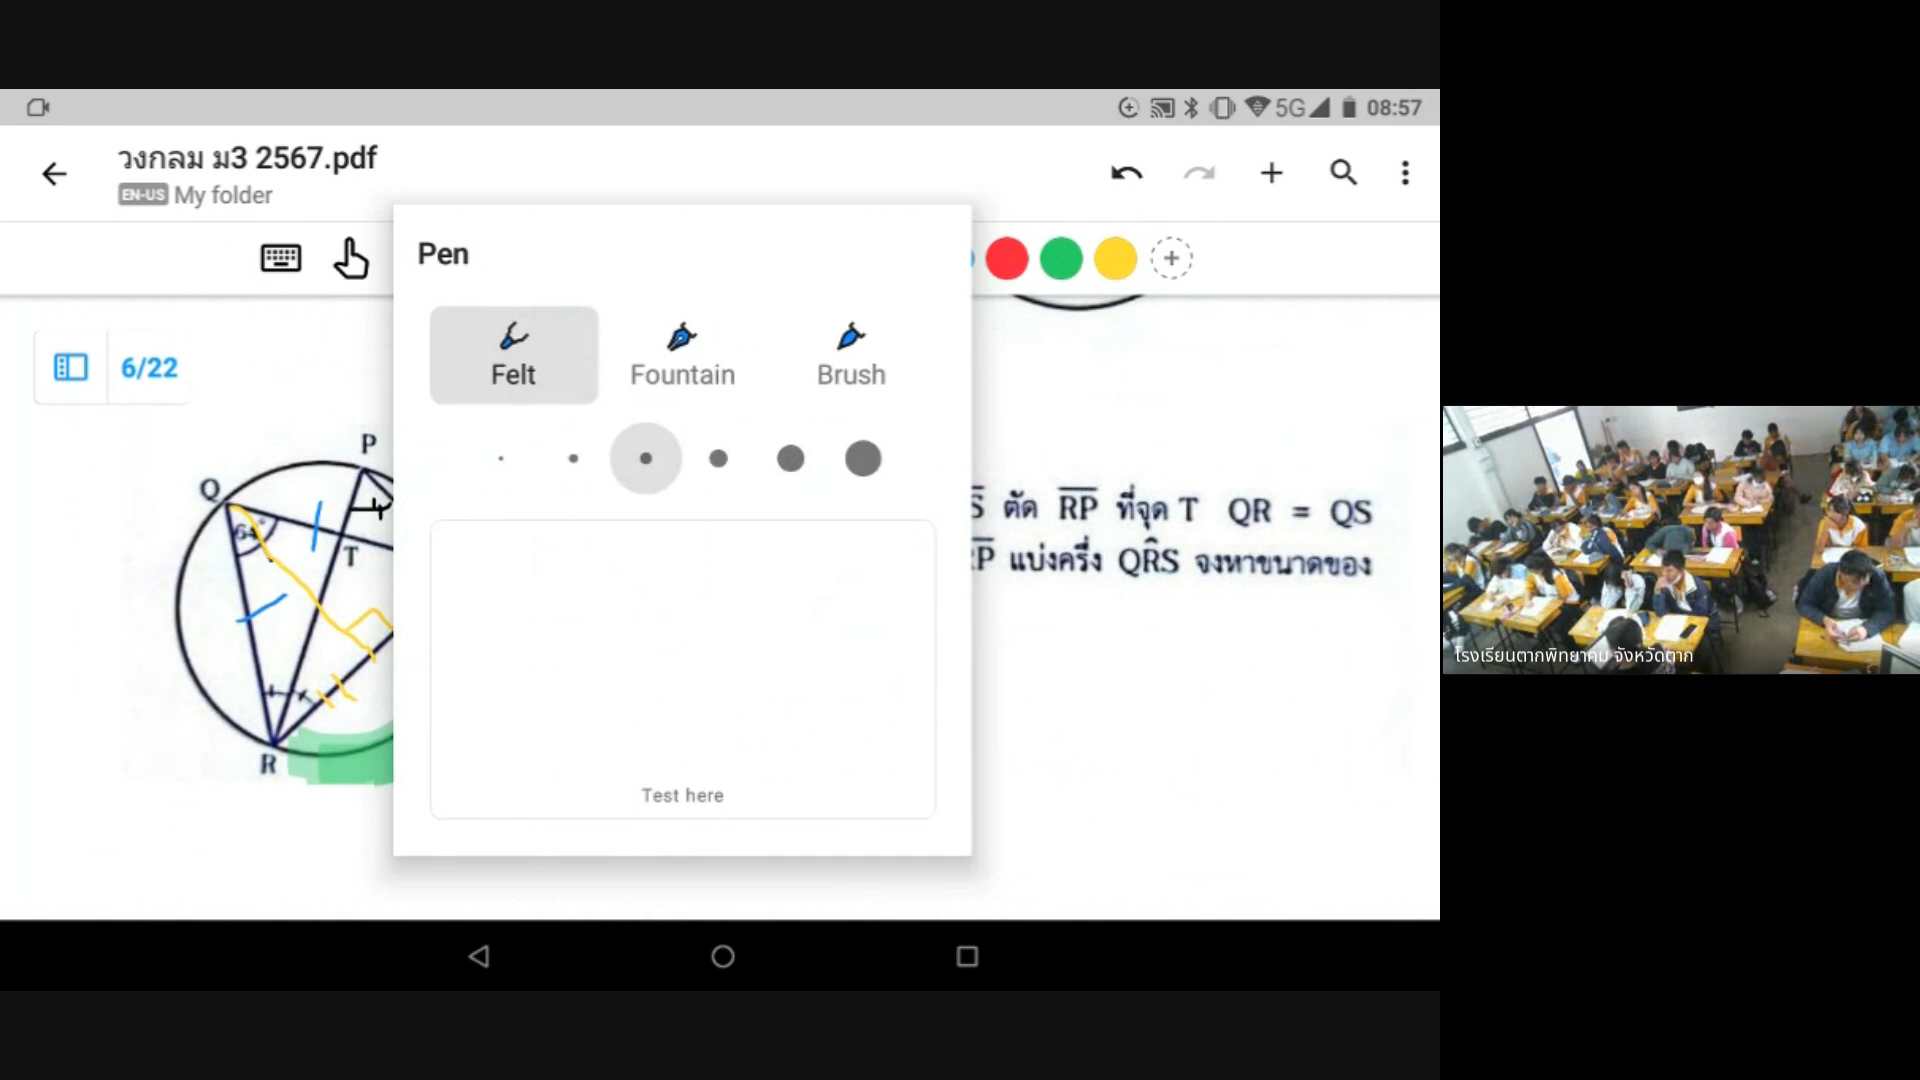 08:57
5G
วงกลม ม3 2567.pdf
EN-US My folder
Pen
Felt Fountain Brush
6/22
P
Q
T
R
S ตัด RP ที่จุด T QR = QS
RP แบ่งครึ่ง QR̂S จงหาขนาดของ
Test here
โรงเรียนตากพิทยาคม จังหวัดตาก